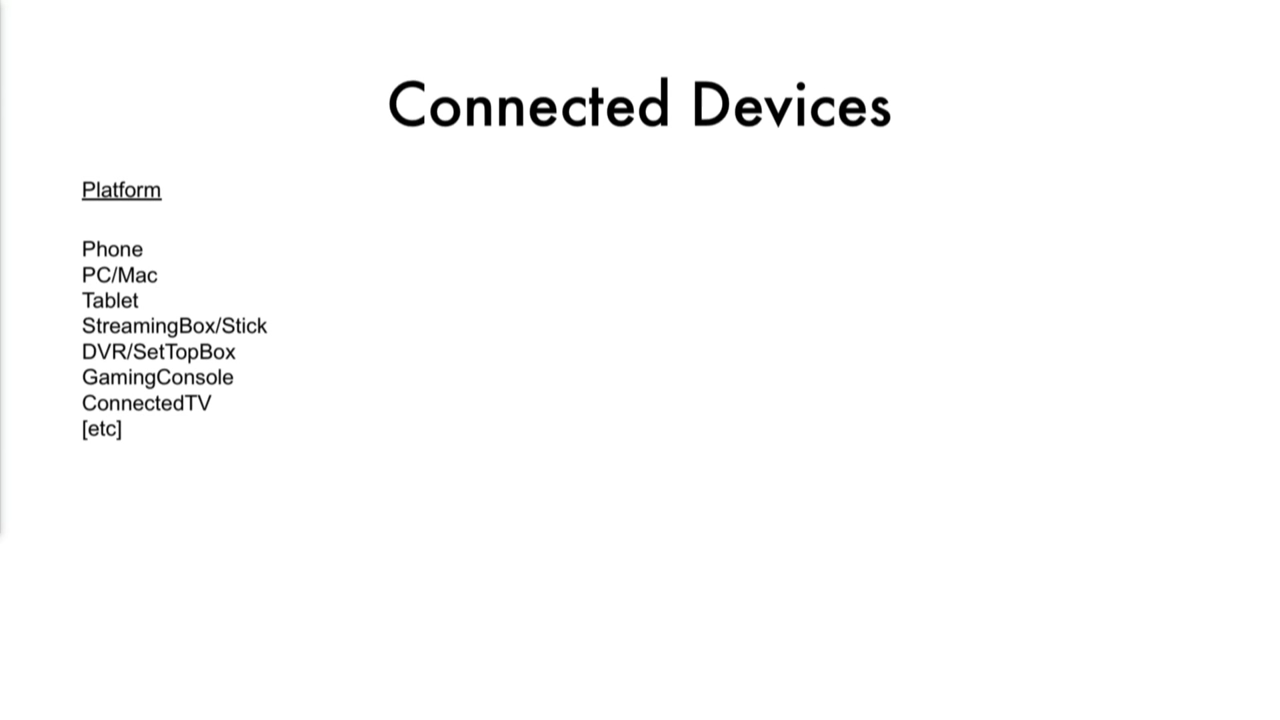 Connected Devices
Platform
Phone
PC/Mac
Tablet
StreamingBox/Stick
DVR/SetTopBox
GamingConsole
ConnectedTV
[etc]